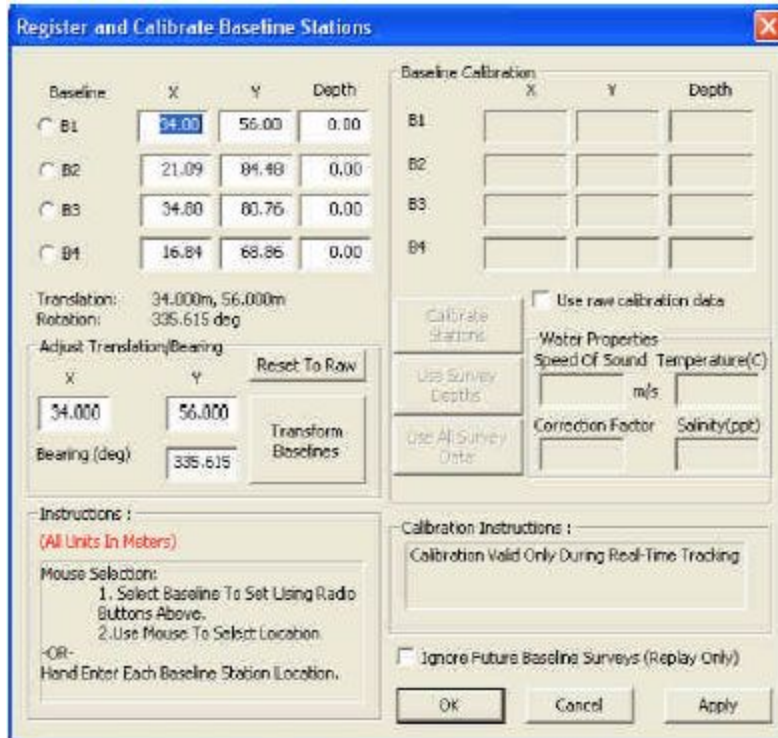 Register and Calibrate Baseline Stations
Baseline X Y Depth
B1 34.00 56.00 0.00
B2 21.09 84.48 0.00
B3 34.88 80.76 0.00
B4 16.84 68.86 0.00
Translation: 34.000m, 56.000m
Rotation: 335.615 deg
Adjust Translation/Bearing
X Y Reset To Raw
34.000 56.000
Transform Baselines
Bearing (deg) 335.615
Instructions :
(All Units In Meters)
Mouse Selection:
1. Select Baseline To Set Using Radio
Buttons Above.
2.Use Mouse To Select Location
-OR-
Hand Enter Each Baseline Station Location.
Baseline Calibration
X Y Depth
B1
B2
B3
B4
Use raw calibration data
Calibrate
Stations
Use Survey
Depths
Use All Survey
Data
Water Properties
Speed Of Sound Temperature(C)
m/s
Correction Factor Salinity(ppt)
Calibration Instructions :
Calibration Valid Only During Real-Time Tracking
Ignore Future Baseline Surveys (Replay Only)
OK Cancel Apply